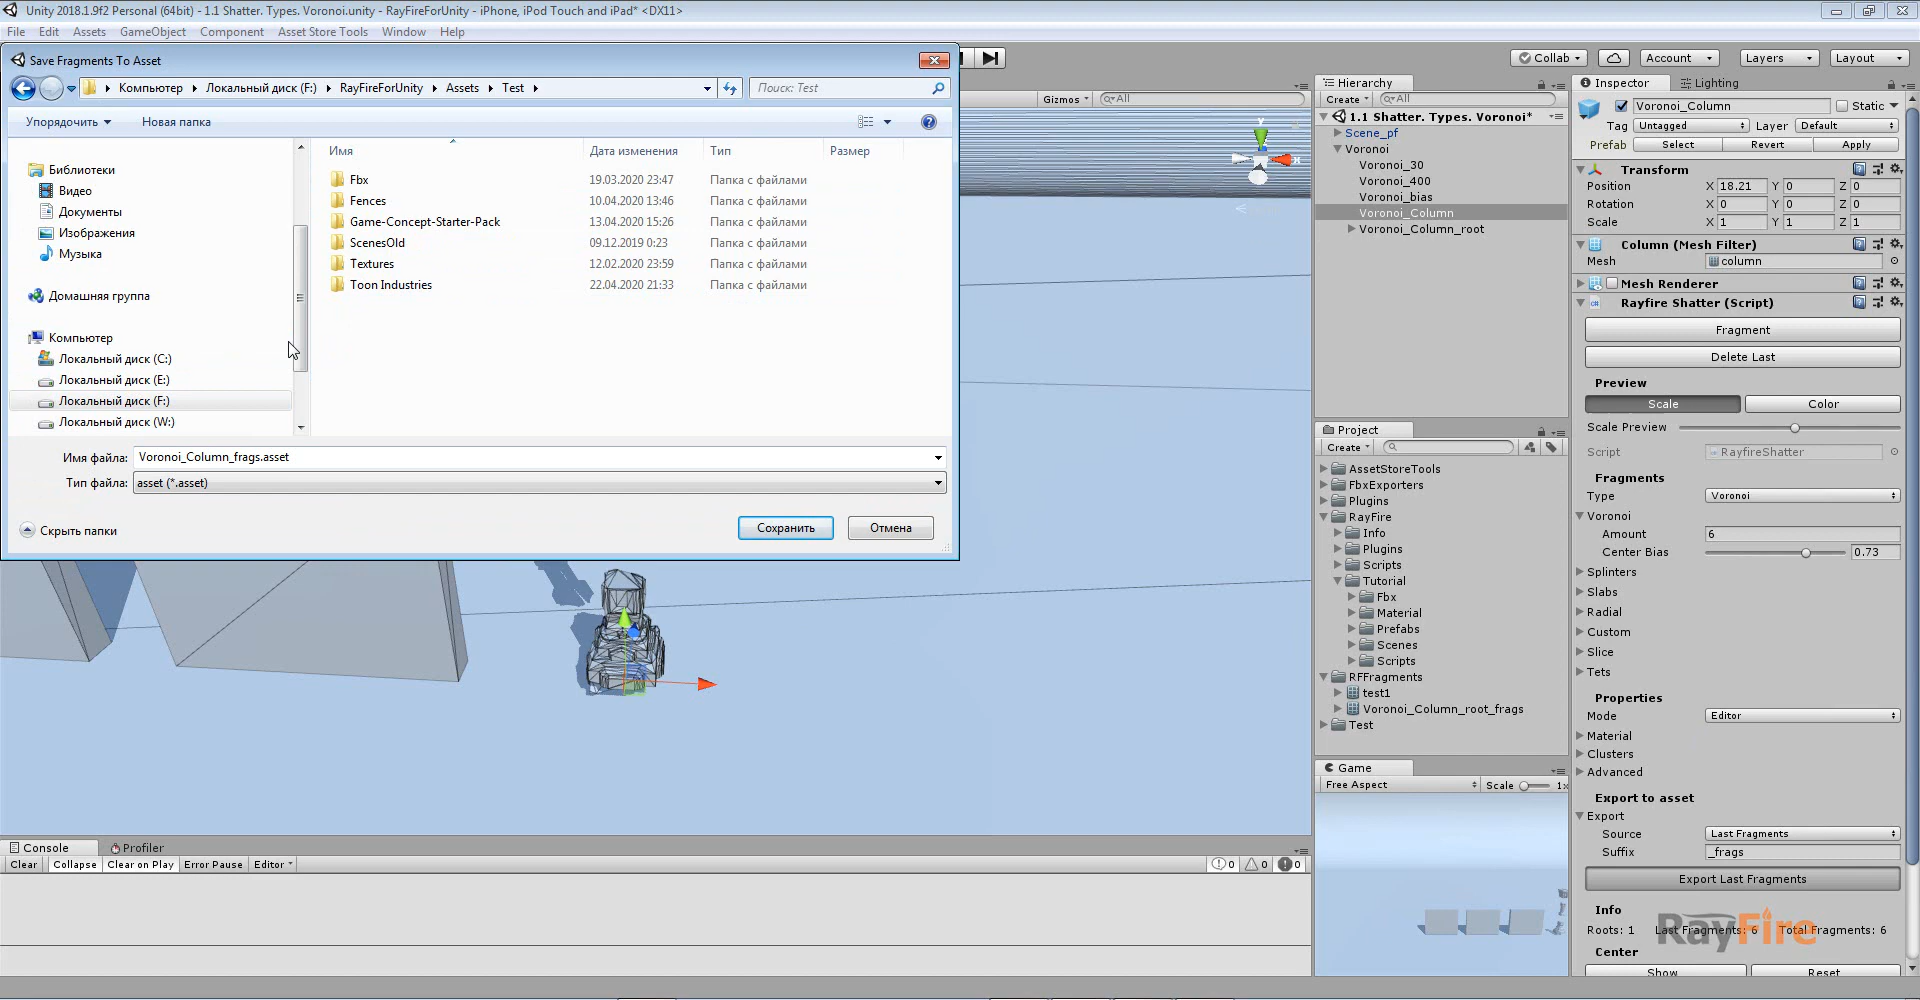 Unity 2018.1.9f2 Personal (64bit) - 1.1 Shatter. Types. Voronoi.unity - RayFireForUnity - iPhone, iPod Touch and iPad* <DX11>
File Edit Assets GameObject Component Asset Store Tools Window Help
Save Fragments To Asset
Компьютер Локальный диск (F:) RayFireForUnity Assets Test
Поиск: Test
Упорядочить Новая папка
Библиотеки
Видео
Документы
Изображения
Музыка
Домашняя группа
Компьютер
Локальный диск (C:)
Локальный диск (E:)
Локальный диск (F:)
Локальный диск (W:)
Имя Дата изменения Тип Размер
Fbx 19.03.2020 23:47 Папка с файлами
Fences 10.04.2020 13:46 Папка с файлами
Game-Concept-Starter-Pack 13.04.2020 15:26 Папка с файлами
ScenesOld 09.12.2019 0:23 Папка с файлами
Textures 12.02.2020 23:59 Папка с файлами
Toon Industries 22.04.2020 21:33 Папка с файлами
Имя файла: Voronoi_Column_frags.asset
Тип файла: asset (*.asset)
Скрыть папки
Сохранить Отмена
Collab Account Layers Layout
Gizmos All
y
x
Hierarchy
Create All
1.1 Shatter. Types. Voronoi*
Scene_pf
Voronoi
Voronoi_30
Voronoi_400
Voronoi_bias
Voronoi_Column
Voronoi_Column_root
Project
Create
AssetStoreTools
FbxExporters
Plugins
RayFire
Info
Plugins
Scripts
Tutorial
Fbx
Material
Prefabs
Scenes
Scripts
RFFragments
test1
Voronoi_Column_root_frags
Test
Game
Free Aspect Scale 1x
Inspector Lighting
Voronoi_Column Static
Tag Untagged Layer Default
Prefab Select Revert Apply
Transform
Position X 18.21 Y 0 Z 0
Rotation X 0 Y 0 Z 0
Scale X 1 Y 1 Z 1
Column (Mesh Filter)
Mesh column
Mesh Renderer
Rayfire Shatter (Script)
Fragment
Delete Last
Preview
Scale Color
Scale Preview
Script RayfireShatter
Fragments
Type Voronoi
Voronoi
Amount 6
Center Bias 0.73
Splinters
Slabs
Radial
Custom
Slice
Tets
Properties
Mode Editor
Material
Clusters
Advanced
Export to asset
Export
Source Last Fragments
Suffix _frags
Export Last Fragments
Info
Roots: 1 Last Fragments: 6 Total Fragments: 6
RayFire
Center
Show Reset
Console Profiler
Clear Collapse Clear on Play Error Pause Editor
0 0 0